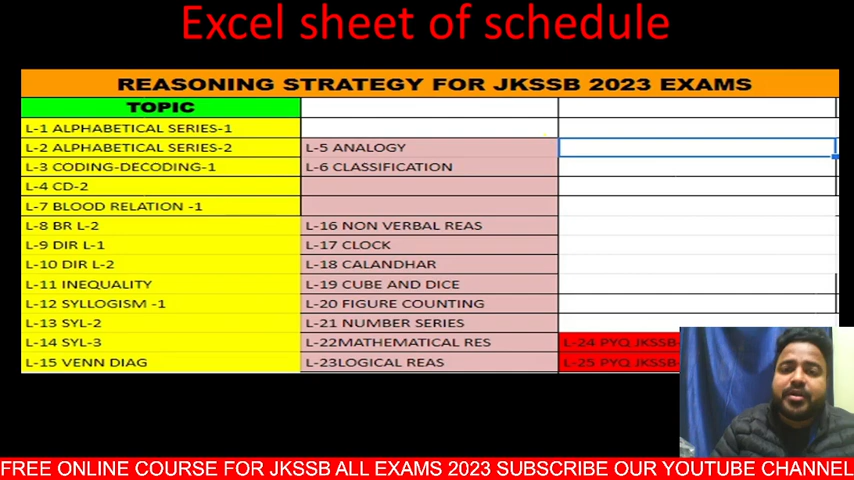 Excel sheet of schedule
REASONING STRATEGY FOR JKSSB 2023 EXAMS
TOPIC
L-1 ALPHABETICAL SERIES-1
L-2 ALPHABETICAL SERIES-2 L-5 ANALOGY
L-3 CODING-DECODING-1 L-6 CLASSIFICATION
L-4 CD-2
L-7 BLOOD RELATION -1
L-8 BR L-2 L-16 NON VERBAL REAS
L-9 DIR L-1 L-17 CLOCK
L-10 DIR L-2 L-18 CALANDHAR
L-11 INEQUALITY L-19 CUBE AND DICE
L-12 SYLLOGISM -1 L-20 FIGURE COUNTING
L-13 SYL-2 L-21 NUMBER SERIES
L-14 SYL-3 L-22MATHEMATICAL RES L-24 PYQ JKSSB-
L-15 VENN DIAG L-23LOGICAL REAS L-25 PYQ JKSSB-
FREE ONLINE COURSE FOR JKSSB ALL EXAMS 2023 SUBSCRIBE OUR YOUTUBE CHANNEL